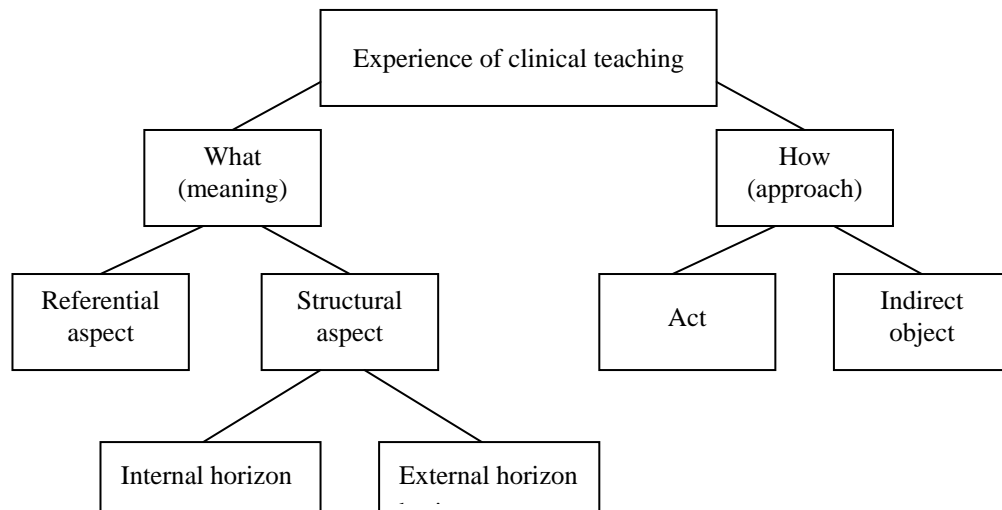 Experience of clinical teaching
What
(meaning)
How
(approach)
Referential
aspect
Structural
aspect
Act
Indirect
object
Internal horizon
External horizon